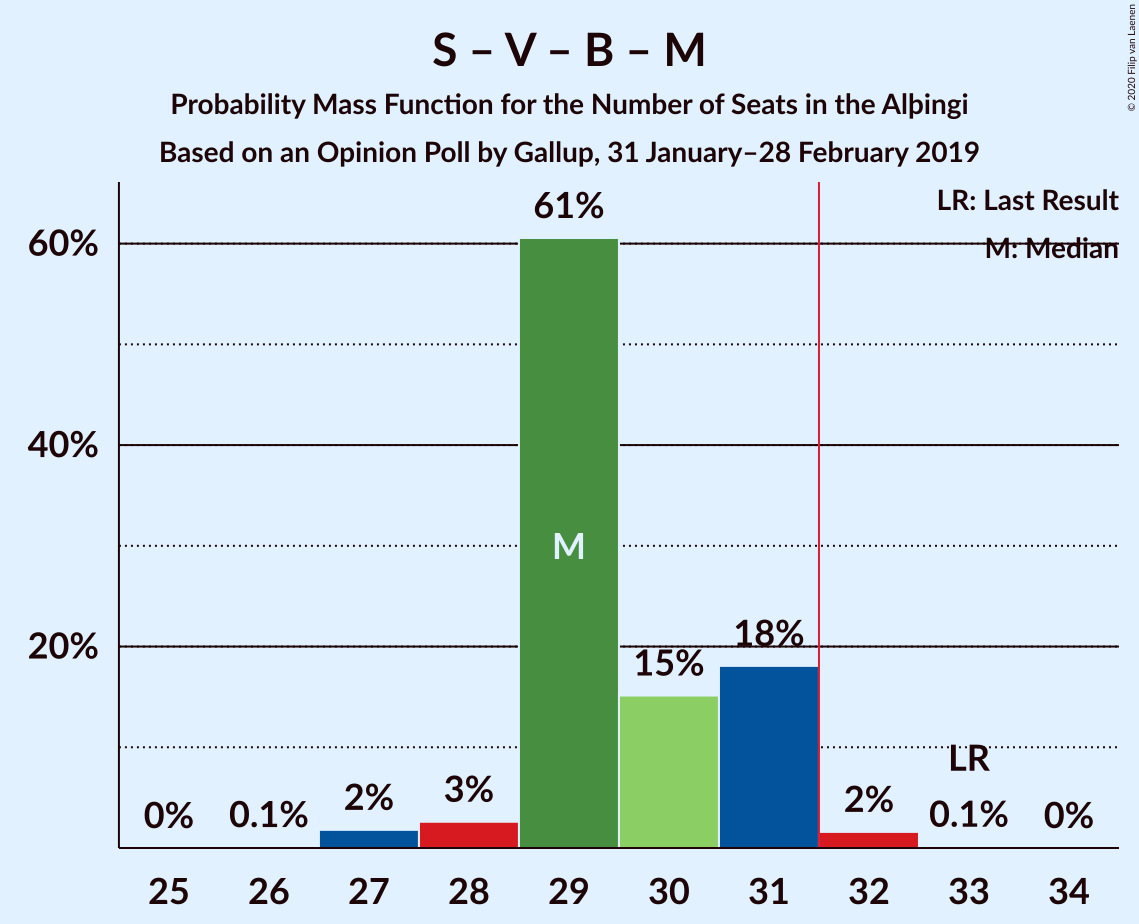 S – V – B – M
Probability Mass Function for the Number of Seats in the Alþingi
Based on an Opinion Poll by Gallup, 31 January–28 February 2019
© 2020 Filip van Laenen
LR: Last Result
M: Median
60%
40%
20%
0%
0.1%
2%
3%
61%
M
15%
18%
2%
LR
0.1%
0%
25 26 27 28 29 30 31 32 33 34